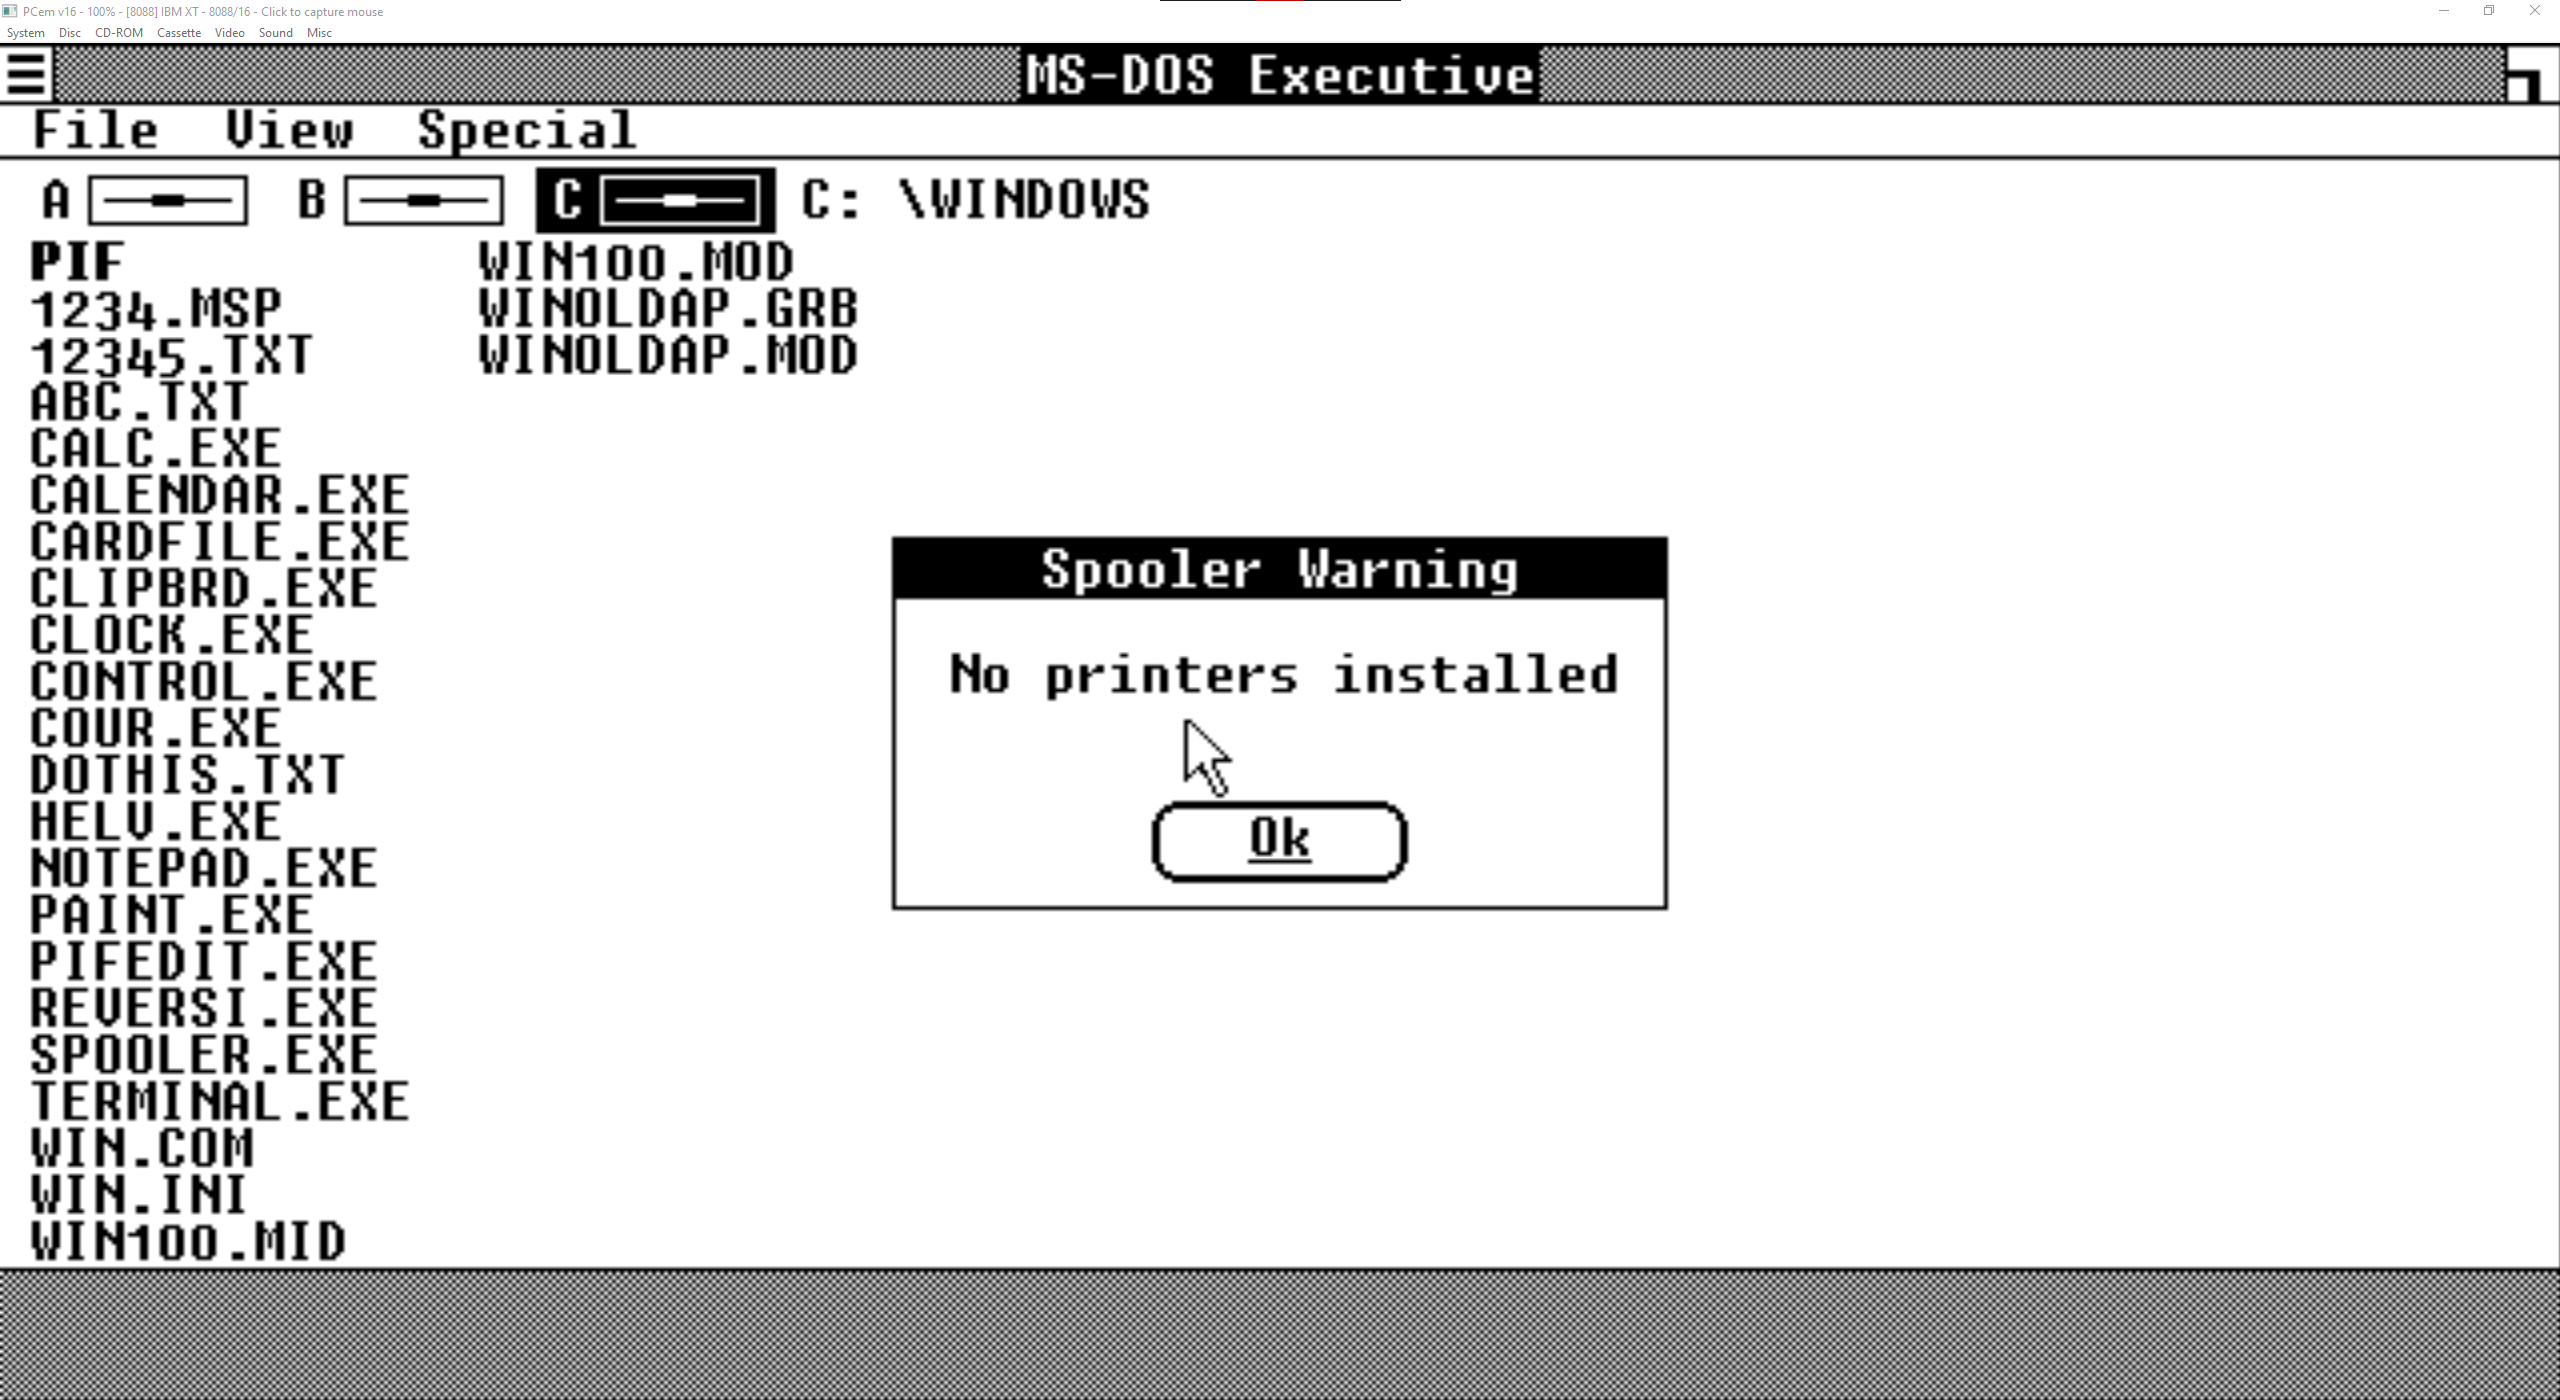 PCem v16 - 100% - [8088] IBM XT - 8088/16 - Click to capture mouse
System Disc CD-ROM Cassette Video Sound Misc
MS-DOS Executive
File View Special
A B C C: \WINDOWS
PIF WIN100.MOD
1234.MSP WINOLDAP.GRB
12345.TXT WINOLDAP.MOD
ABC.TXT
CALC.EXE
CALENDAR.EXE
CARDFILE.EXE
CLIPBRD.EXE
CLOCK.EXE
CONTROL.EXE
COUR.EXE
DOTHIS.TXT
HELV.EXE
NOTEPAD.EXE
PAINT.EXE
PIFEDIT.EXE
REVERSI.EXE
SPOOLER.EXE
TERMINAL.EXE
WIN.COM
WIN.INI
WIN100.MID
Spooler Warning
No printers installed
Ok